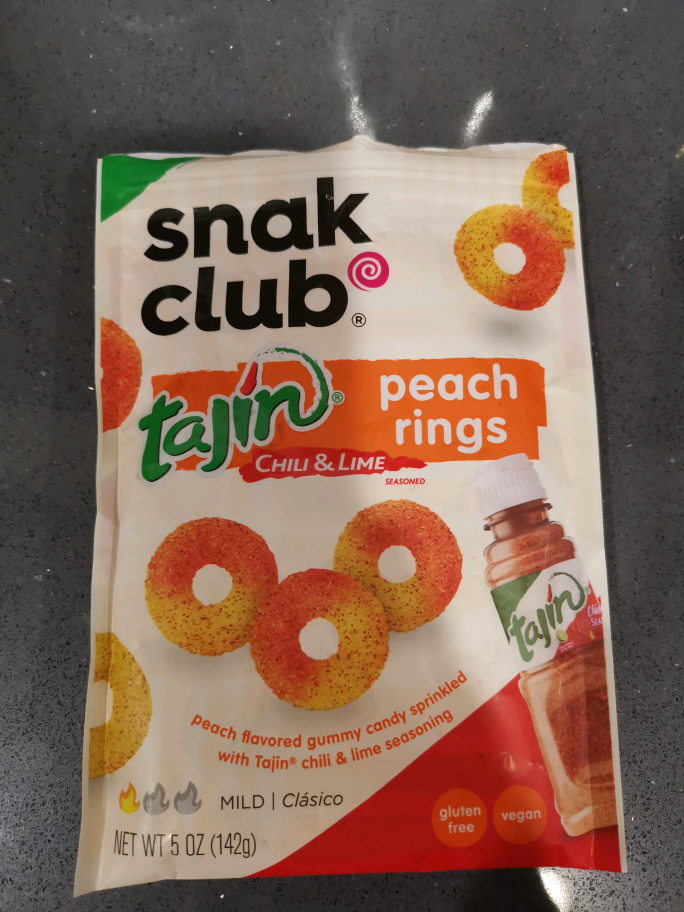 snak
club®
tajín®
peach
rings
CHILI & LIME
SEASONED
tajín
peach flavored gummy candy sprinkled
with Tajín® chili & lime seasoning
MILD | Clásico
gluten
free
vegan
NET WT 5 OZ (142g)